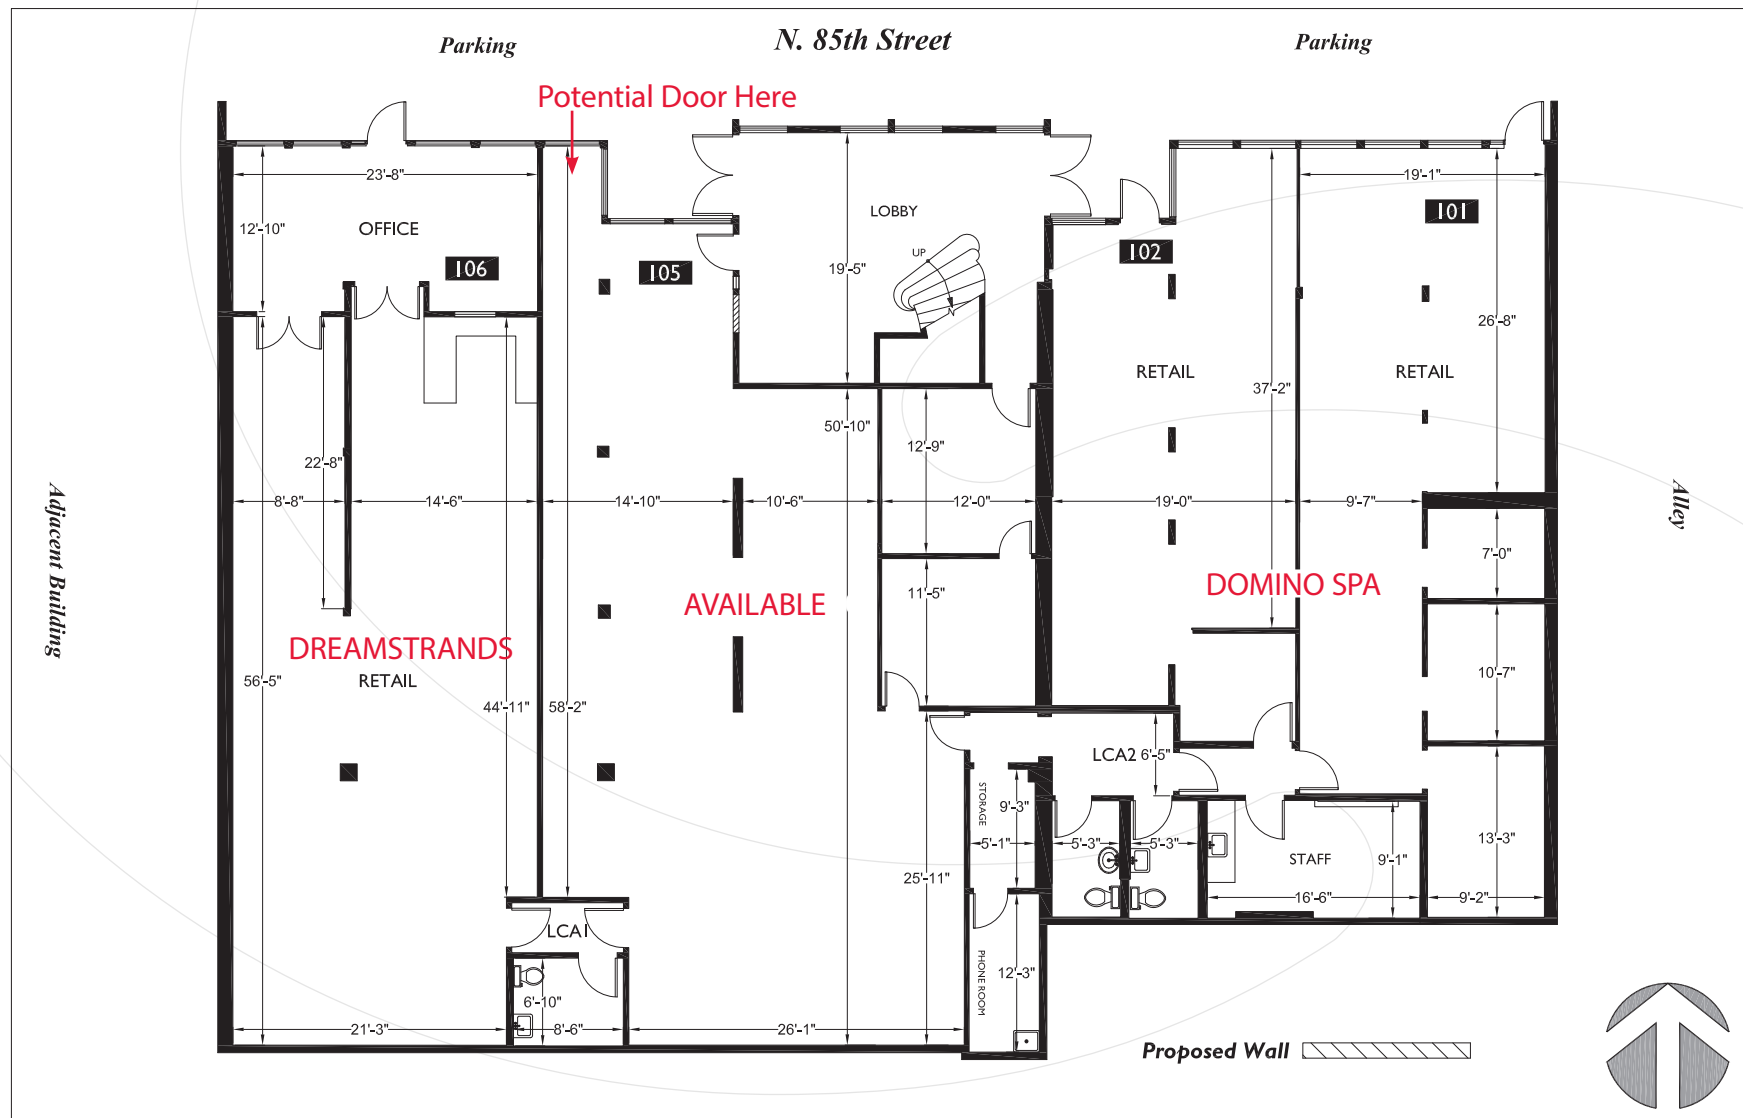 N. 85th Street
Parking
Parking
Potential Door Here
23'-8"
19'-1"
101
12'-10"
OFFICE
LOBBY
102
106
105
UP
19'-5"
26'-8"
RETAIL
RETAIL
37'-2"
50'-10"
12'-9"
22'-8"
8'-8"
14'-6"
14'-10"
10'-6"
12'-0"
19'-0"
9'-7"
Adjacent Building
Alley
7'-0"
DOMINO SPA
11'-5"
AVAILABLE
DREAMSTRANDS
RETAIL
56'-5"
44'-11"
58'-2"
10'-7"
LCA2
6'-5"
STORAGE
9'-3"
5'-1"
5'-3"
5'-3"
STAFF
9'-1"
13'-3"
25'-11"
16'-6"
9'-2"
LCA1
PHONE ROOM
12'-3"
6'-10"
21'-3"
8'-6"
26'-1"
Proposed Wall